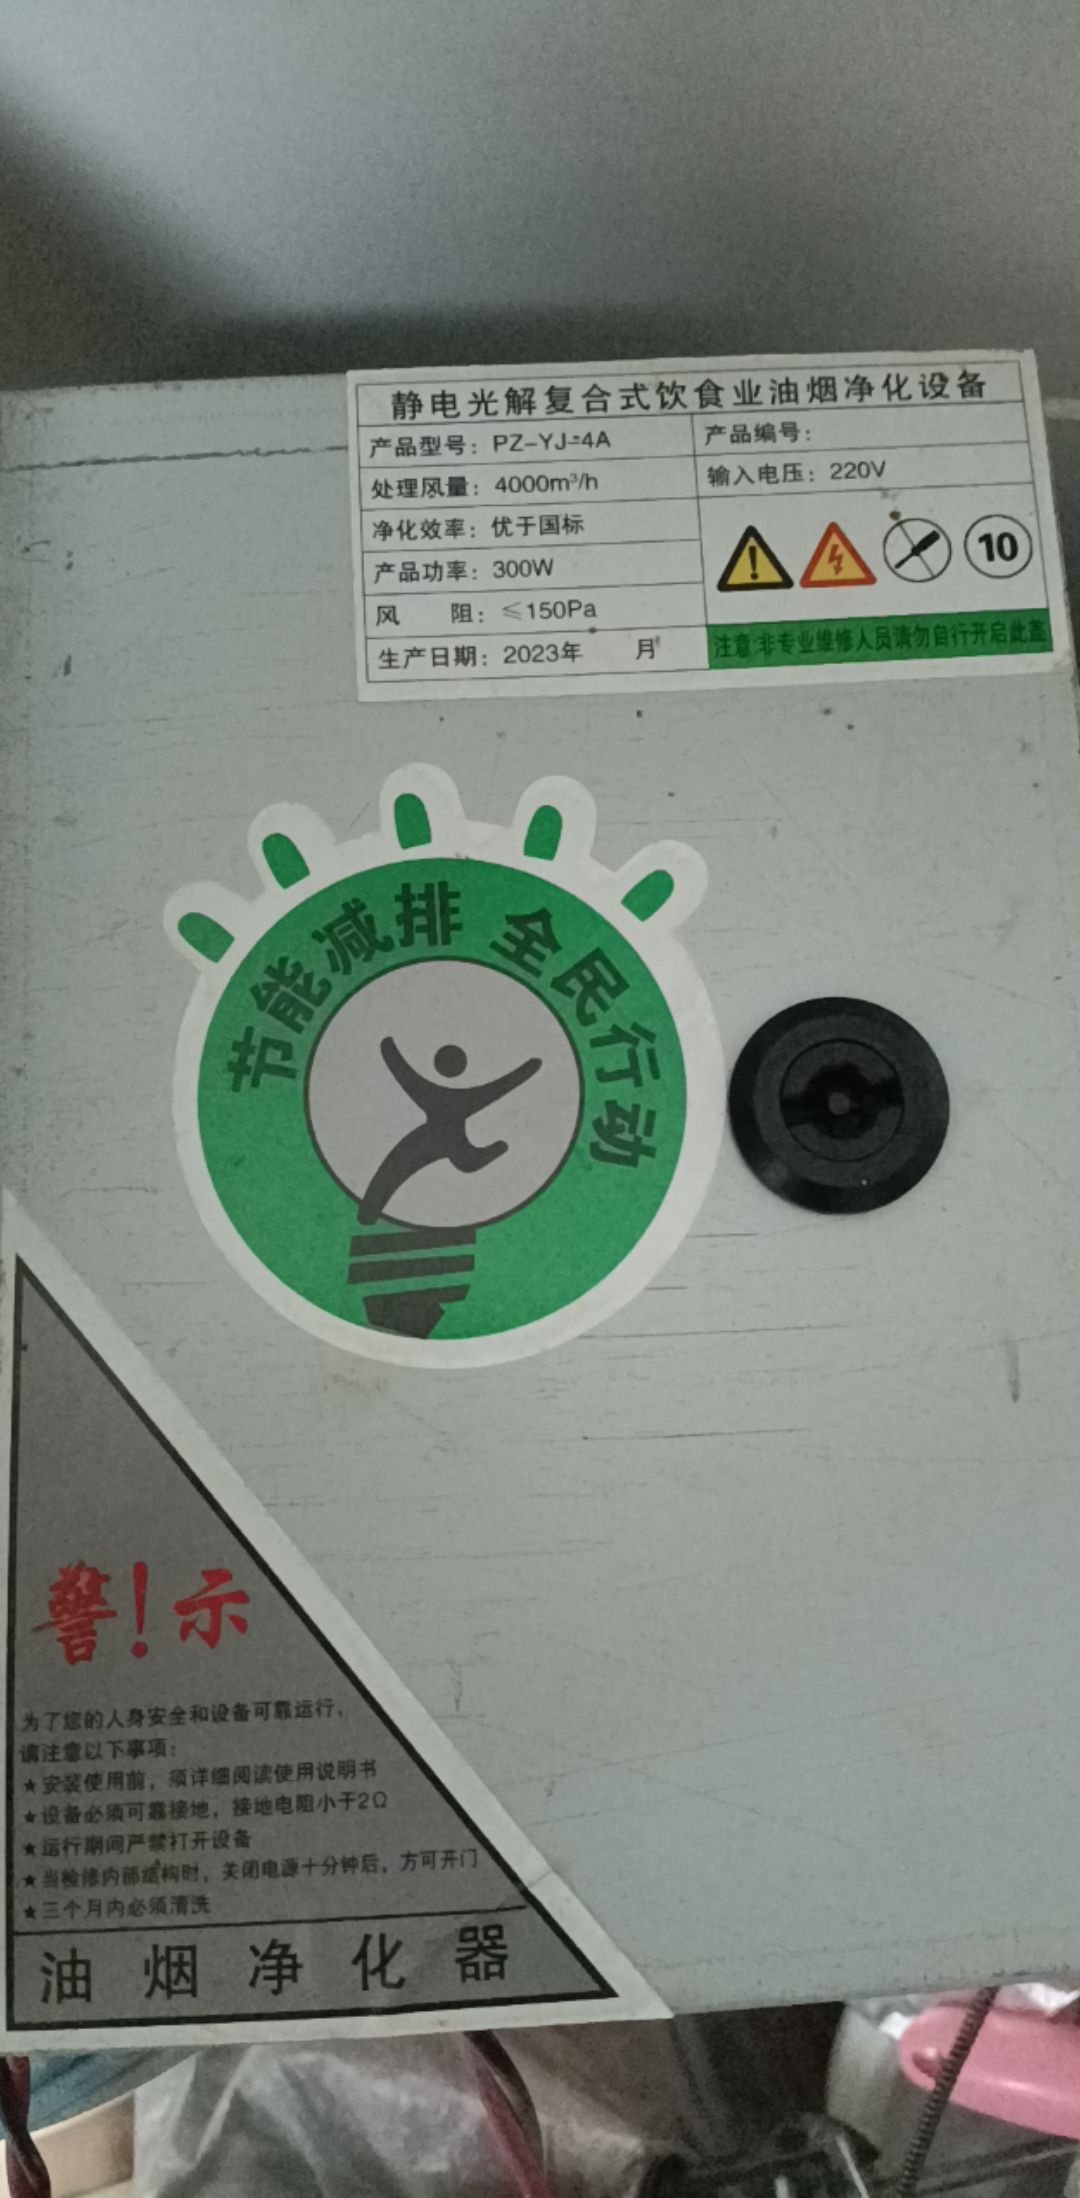 静电光解复合式饮食业油烟净化设备
产品型号：PZ-YJ-4A
产品编号：
处理风量：4000m³/h
输入电压：220V
净化效率：优于国标
产品功率：300W
10
风　　阻：≤150Pa
生产日期：2023年　　月
注意:非专业维修人员请勿自行开启此盖
节能减排 全民行动
警！示
为了您的人身安全和设备可靠运行，
请注意以下事项：
★安装使用前，须详细阅读使用说明书
★设备必须可靠接地，接地电阻小于2Ω
★运行期间严禁打开设备
★当检修内部结构时，关闭电源十分钟后，方可开门
★三个月内必须清洗
油烟净化器